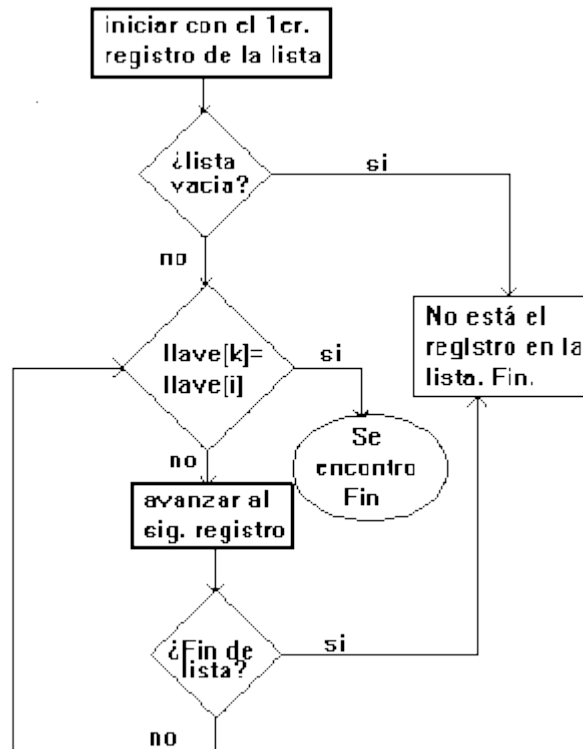 iniciar con el 1er.
registro de la lista
¿lista
vacia?
si
no
llave[k]=
llave[i]
si
No está el
registro en la
lista. Fin.
Se
encontro
Fin
no
avanzar al
sig. registro
¿Fin de
lista?
si
no